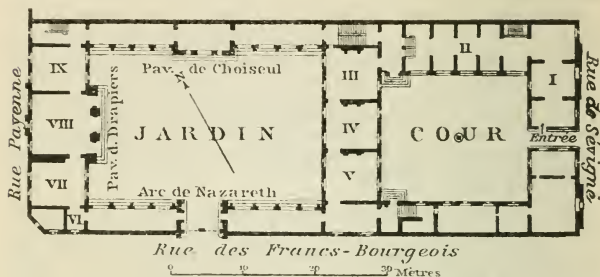 II
IX
Pav. de Choiseul
III
I
N
Rue Payenne
VIII
Pav. d. Drapiers
JARDIN
IV
COUR
Entrée
Rue de Sévigné
VII
Arc de Nazareth
V
VI
Rue des Francs-Bourgeois
0 10 20 30 Mètres